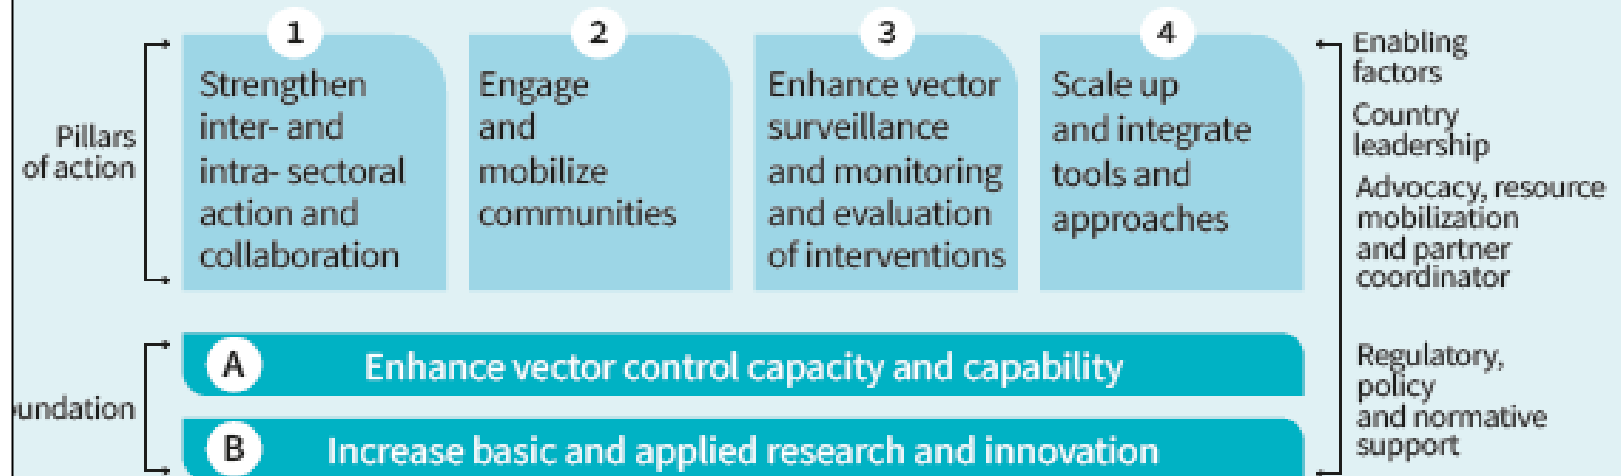 Pillars
of action
1
Strengthen
inter- and
intra- sectoral
action and
collaboration
2
Engage
and
mobilize
communities
3
Enhance vector
surveillance
and monitoring
and evaluation
of interventions
4
Scale up
and integrate
tools and
approaches
Enabling
factors
Country
leadership
Advocacy, resource
mobilization
and partner
coordinator
Regulatory,
policy
and normative
support
oundation
A
Enhance vector control capacity and capability
B
Increase basic and applied research and innovation